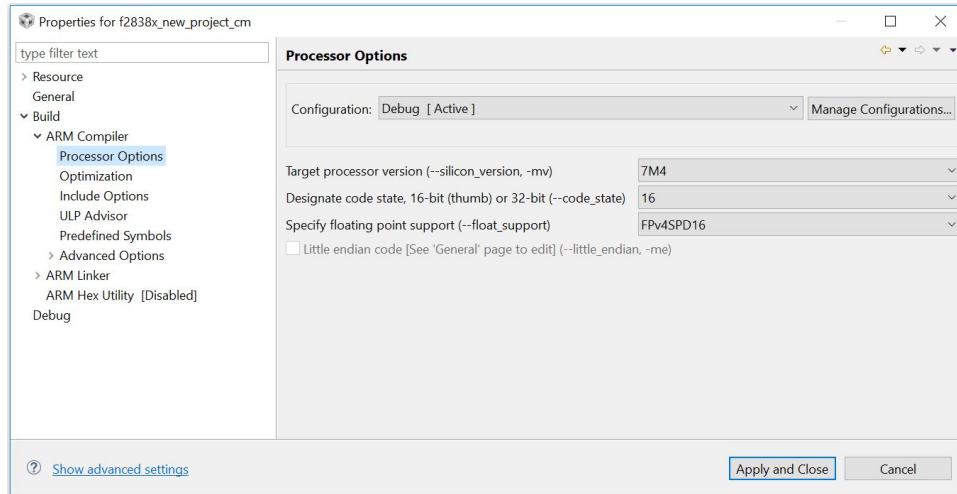 Properties for f2838x_new_project_cm
type filter text
Resource
General
Build
ARM Compiler
Processor Options
Optimization
Include Options
ULP Advisor
Predefined Symbols
Advanced Options
ARM Linker
ARM Hex Utility [Disabled]
Debug
Processor Options
Configuration: Debug [ Active ] Manage Configurations...
Target processor version (--silicon_version, -mv) 7M4
Designate code state, 16-bit (thumb) or 32-bit (--code_state) 16
Specify floating point support (--float_support) FPv4SPD16
Little endian code [See 'General' page to edit] (--little_endian, -me)
? Show advanced settings
Apply and Close Cancel